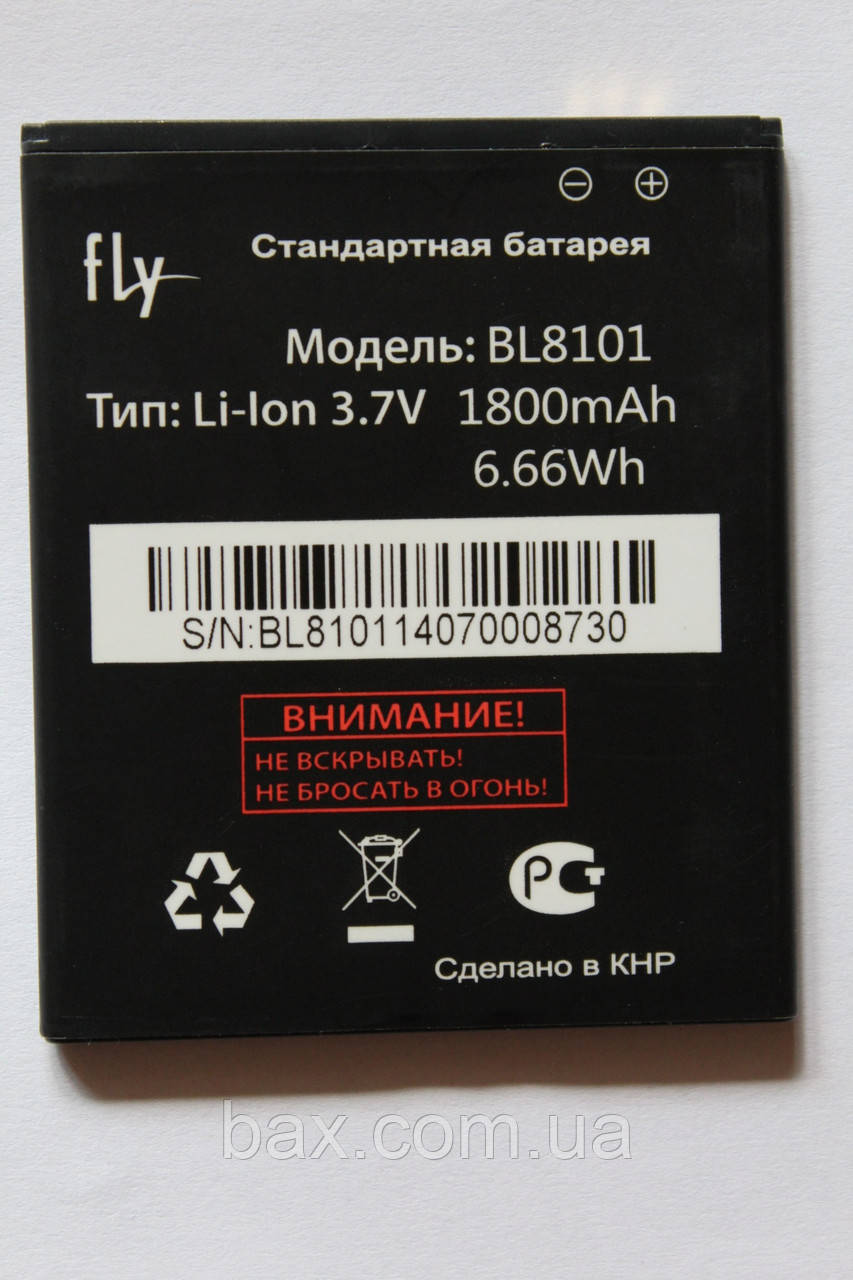 fly
Стандартная батарея
Модель: BL8101
Тип: Li-Ion 3.7V 1800mAh
6.66Wh
S/N:BL810114070008730
ВНИМАНИЕ!
НЕ ВСКРЫВАТЬ!
НЕ БРОСАТЬ В ОГОНЬ!
РСТ
Сделано в КНР
bax.com.ua